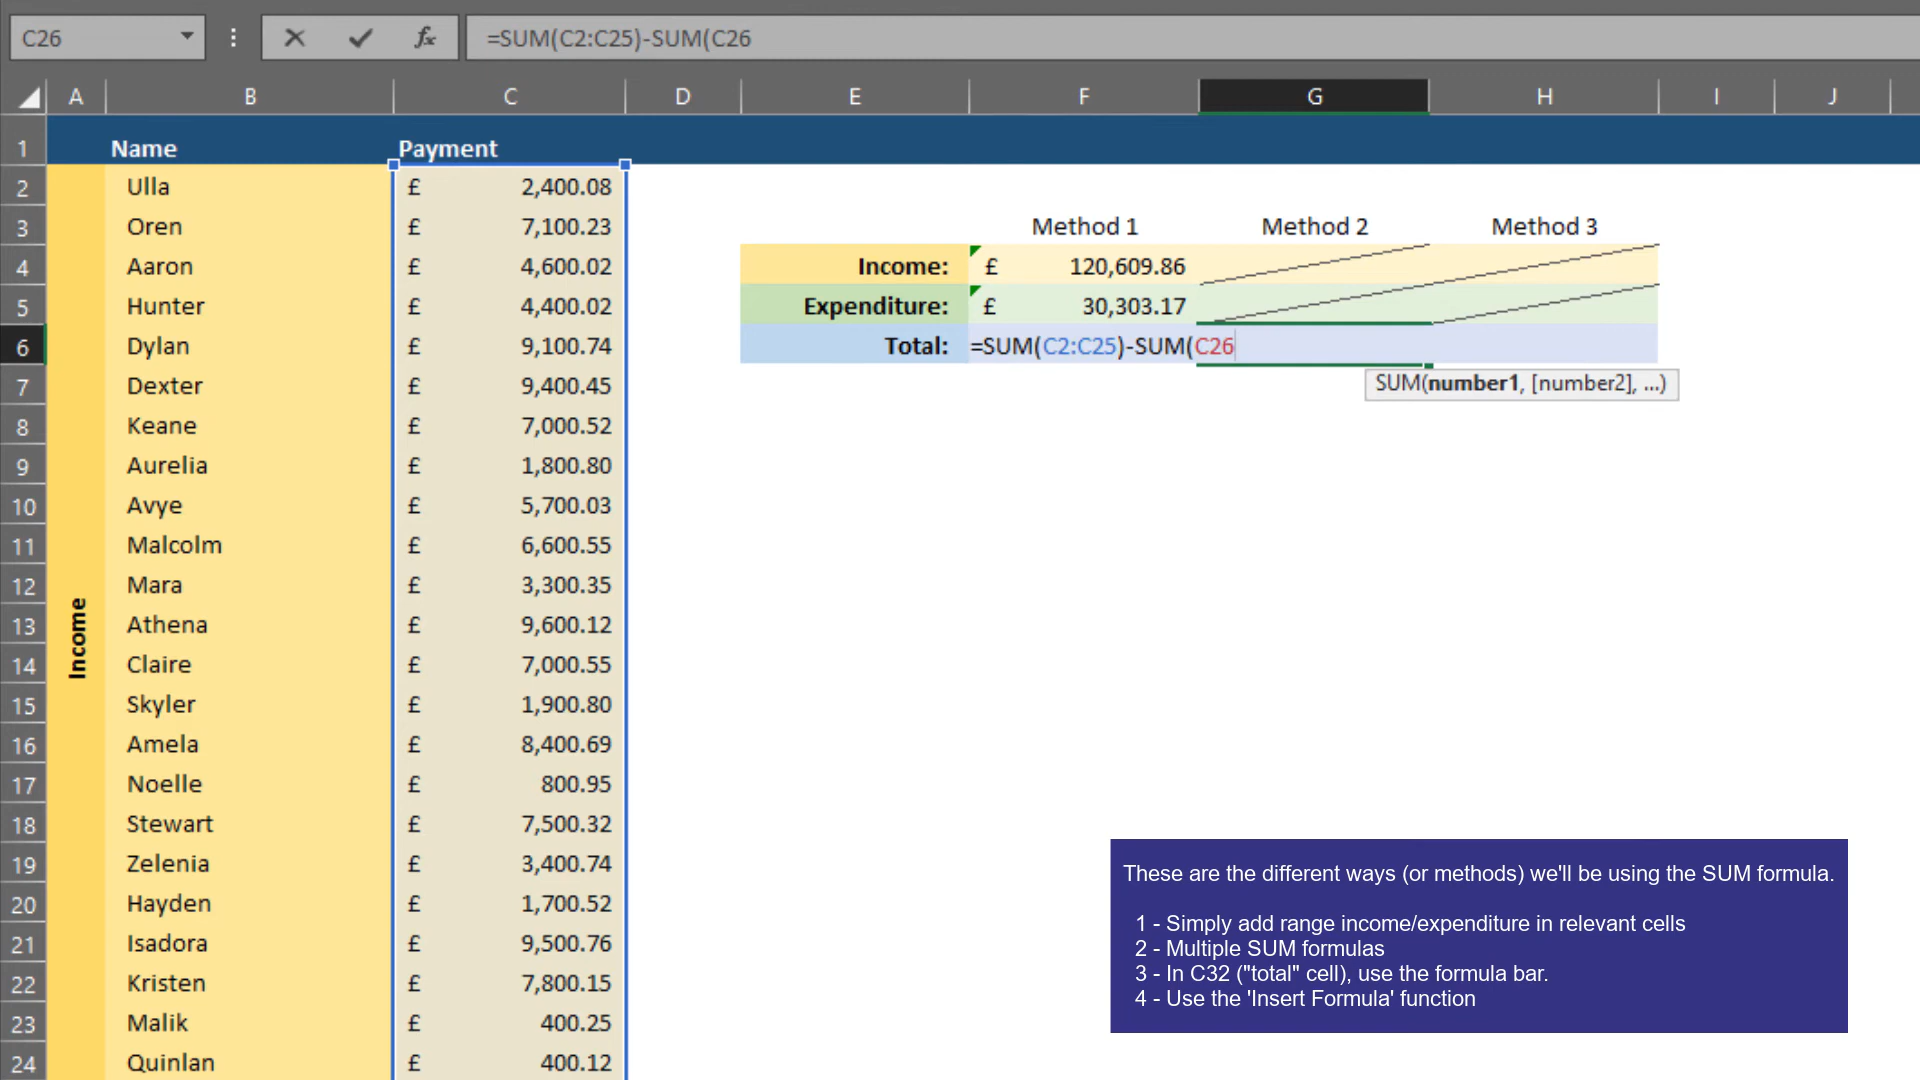 C26 =SUM(C2:C25)-SUM(C26
A B C D E F G H I J
1 Name Payment
2 Ulla £ 2,400.08
3 Oren £ 7,100.23 Method 1 Method 2 Method 3
4 Aaron £ 4,600.02 Income: £ 120,609.86
5 Hunter £ 4,400.02 Expenditure: £ 30,303.17
6 Dylan £ 9,100.74 Total: =SUM(C2:C25)-SUM(C26
7 Dexter £ 9,400.45 SUM(number1, [number2], ...)
8 Keane £ 7,000.52
9 Aurelia £ 1,800.80
10 Avye £ 5,700.03
11 Malcolm £ 6,600.55
12 Mara £ 3,300.35
13 Athena £ 9,600.12
Income
14 Claire £ 7,000.55
15 Skyler £ 1,900.80
16 Amela £ 8,400.69
17 Noelle £ 800.95
18 Stewart £ 7,500.32
19 Zelenia £ 3,400.74
20 Hayden £ 1,700.52
21 Isadora £ 9,500.76
22 Kristen £ 7,800.15
23 Malik £ 400.25
24 Quinlan £ 400.12
These are the different ways (or methods) we'll be using the SUM formula.
1 - Simply add range income/expenditure in relevant cells
2 - Multiple SUM formulas
3 - In C32 ("total" cell), use the formula bar.
4 - Use the 'Insert Formula' function